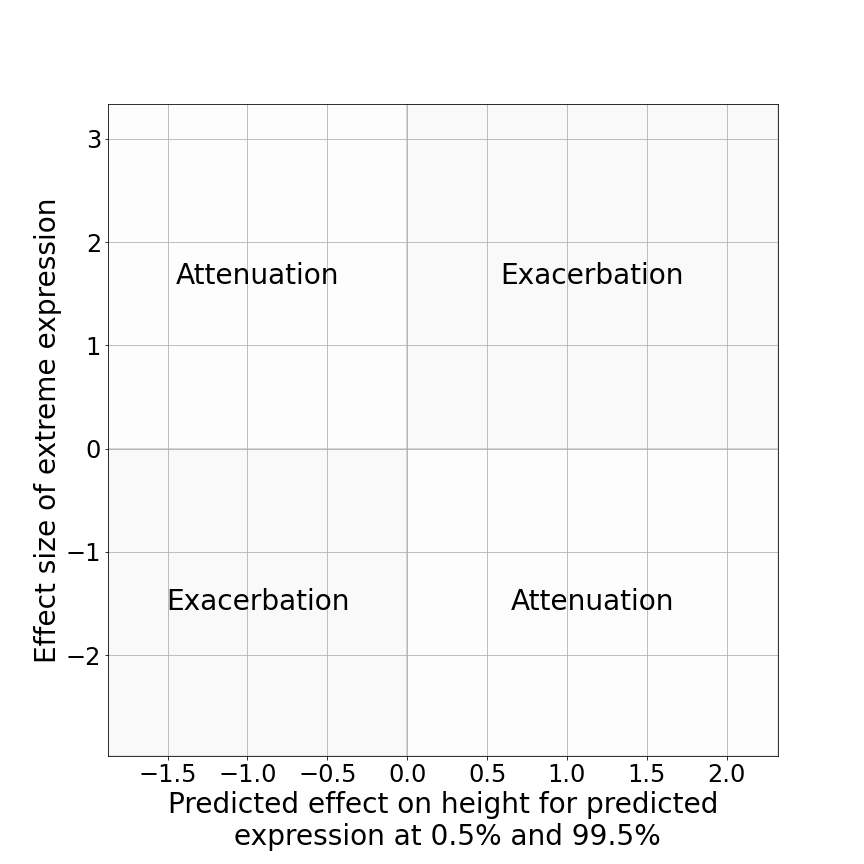 3
2
Attenuation Exacerbation
1
0
−1
Exacerbation Attenuation
−2
−1.5 −1.0 −0.5 0.0 0.5 1.0 1.5 2.0
Predicted effect on height for predicted
expression at 0.5% and 99.5%
Effect size of extreme expression